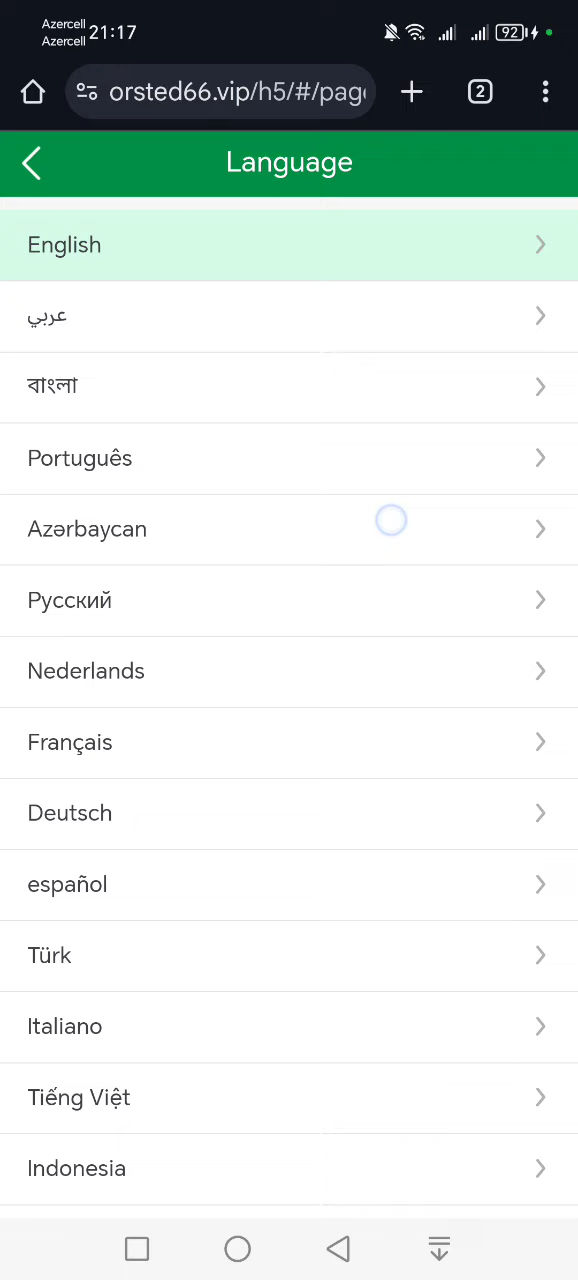 Azercell
Azercell
21:17
92
orsted66.vip/h5/#/pag
2
Language
English
عربي
বাংলা
Português
Azərbaycan
Русский
Nederlands
Français
Deutsch
español
Türk
Italiano
Tiếng Việt
Indonesia